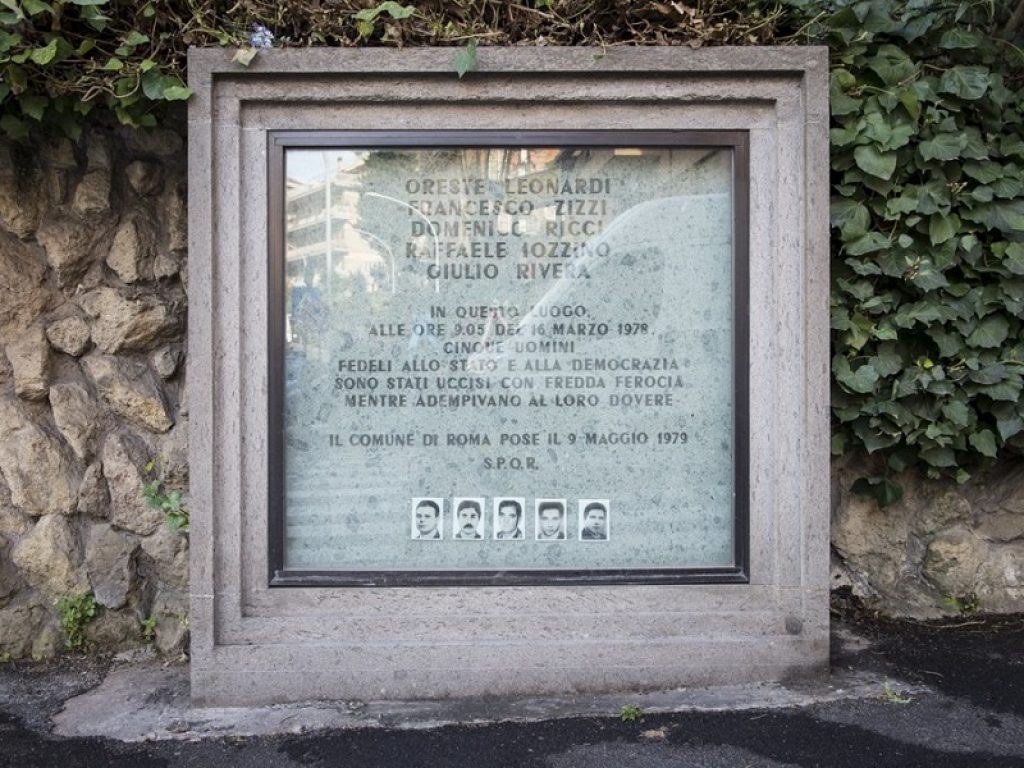 ORESTE LEONARDI
FRANCESCO ZIZZI
DOMENICO RICCI
RAFFAELE IOZZINO
GIULIO RIVERA
IN QUESTO LUOGO
ALLE ORE 9.05 DEL 16 MARZO 1978
CINQUE UOMINI
FEDELI ALLO STATO E ALLA DEMOCRAZIA
SONO STATI UCCISI CON FREDDA FEROCIA
MENTRE ADEMPIVANO AL LORO DOVERE
IL COMUNE DI ROMA POSE IL 9 MAGGIO 1979
S.P.Q.R.